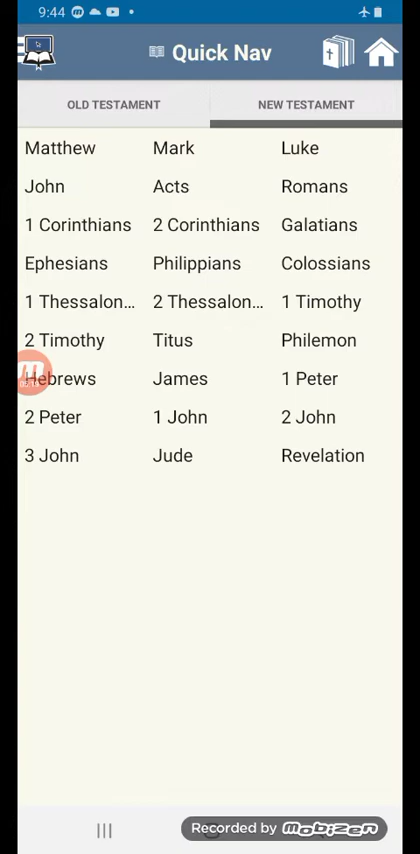 9:44
Quick Nav
OLD TESTAMENT NEW TESTAMENT
Matthew Mark Luke
John Acts Romans
1 Corinthians 2 Corinthians Galatians
Ephesians Philippians Colossians
1 Thessalon... 2 Thessalon... 1 Timothy
2 Timothy Titus Philemon
Hebrews James 1 Peter
2 Peter 1 John 2 John
3 John Jude Revelation
Recorded by mobizen